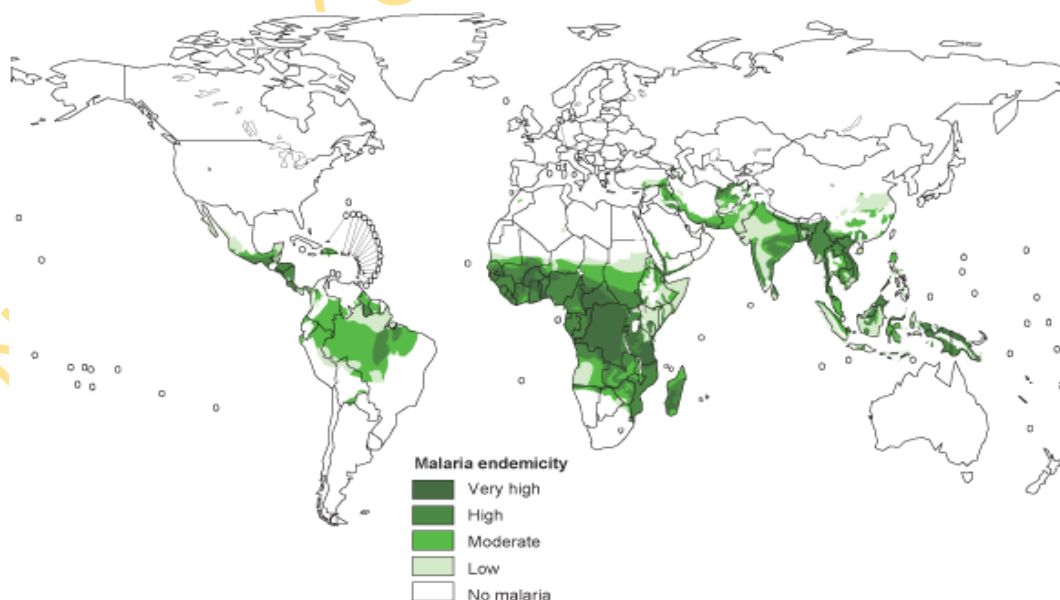 Malaria endemicity
Very high
High
Moderate
Low
No malaria